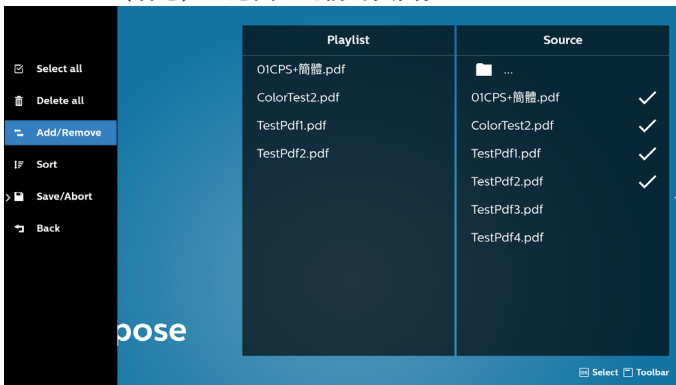 Select all
Delete all
Add/Remove
Sort
Save/Abort
Back
Playlist
01CPS+簡體.pdf
ColorTest2.pdf
TestPdf1.pdf
TestPdf2.pdf
Source
...
01CPS+簡體.pdf
ColorTest2.pdf
TestPdf1.pdf
TestPdf2.pdf
TestPdf3.pdf
TestPdf4.pdf
pose
OK Select Toolbar